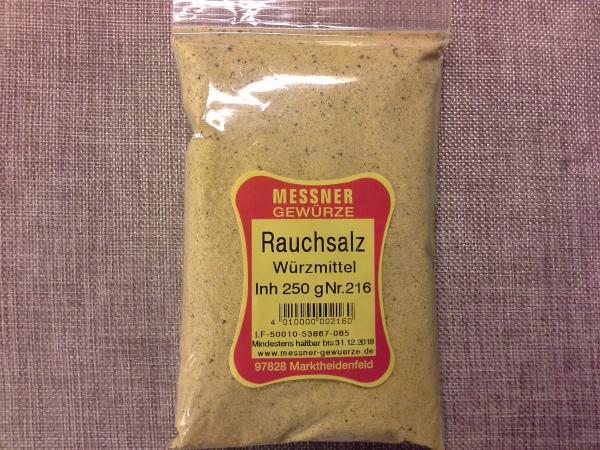 MESSNER
GEWÜRZE
Rauchsalz
Würzmittel
Inh 250 gNr.216
4 010000 002160
LF-50010-53867-085
Mindestens haltbar bis:31.12.2018
www.messner-gewuerze.de
97828 Marktheidenfeld